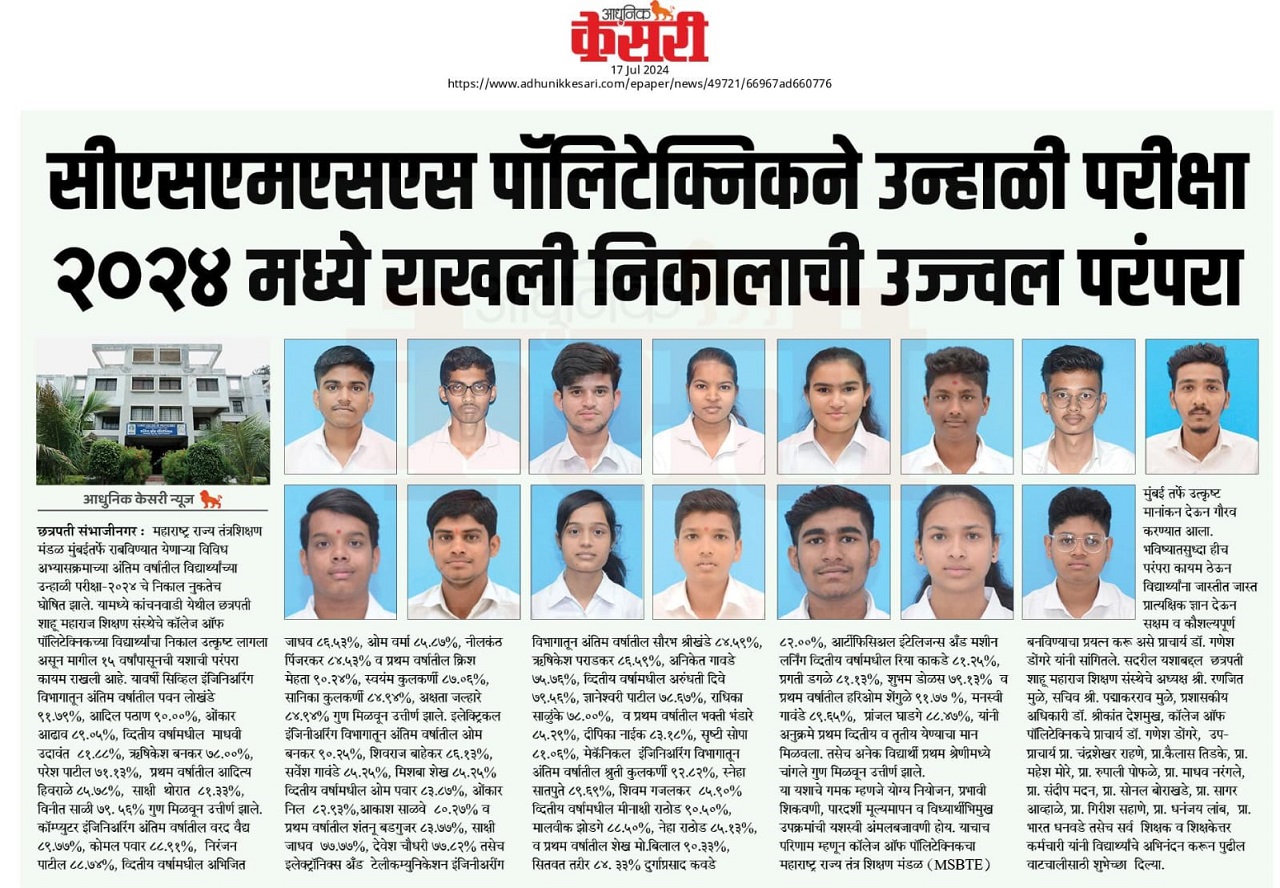 आधुनिक
केसरी
17 Jul 2024
https://www.adhunikkesari.com/epaper/news/49721/66967ad660776
सीएसएमएसएस पॉलिटेक्निकने उन्हाळी परीक्षा
२०२४ मध्ये राखली निकालाची उज्ज्वल परंपरा
आधुनिक केसरी न्यूज
छत्रपती संभाजीनगर : महाराष्ट्र राज्य तंत्रशिक्षण
मंडळ मुंबईतर्फे राबविण्यात येणाऱ्या विविध
अभ्यासक्रमाच्या अंतिम वर्षातील विद्यार्थ्यांच्या
उन्हाळी परीक्षा-२०२४ चे निकाल नुकतेच
घोषित झाले. यामध्ये कांचनवाडी येथील छत्रपती
शाहू महाराज शिक्षण संस्थेचे कॉलेज ऑफ
पॉलिटेक्निकच्या विद्यार्थ्यांचा निकाल उत्कृष्ट लागला
असून मागील १५ वर्षांपासूनची यशाची परंपरा
कायम राखली आहे. यावर्षी सिव्हिल इंजिनिअरिंग
विभागातून अंतिम वर्षातील पवन लोखंडे
९१.७९%, आदिल पठाण ९०.००%, ओंकार
आढाव ८९.०५%, व्दितीय वर्षामधील माधवी
उदावंत ८१.८८%, ऋषिकेश बनकर ७८.००%,
परेश पाटील ७१.१३%, प्रथम वर्षातील आदित्य
हिवराळे ८५.७८%, साक्षी थोरात ८१.३३%,
विनीत साळी ७९. ५६% गुण मिळवून उत्तीर्ण झाले.
कॉम्प्युटर इंजिनिअरिंग अंतिम वर्षातील वरद वैद्य
८९.७७%, कोमल पवार ८८.९१%, निरंजन
पाटील ८८.७४%, व्दितीय वर्षामधील अभिजित
जाधव ८६.५३%, ओम वर्मा ८५.८७%, नीलकंठ
पिंजरकर ८४.५३% व प्रथम वर्षातील क्रिश
मेहता ९०.२४%, स्वयंम कुलकर्णी ८७.०६%,
सानिका कुलकर्णी ८४.९४%, अक्षता जल्हारे
८४.९४% गुण मिळवून उत्तीर्ण झाले. इलेक्ट्रिकल
इंजिनीअरिंग विभागातून अंतिम वर्षातील ओम
बनकर ९०.२५%, शिवराज बाहेकर ८६.१३%,
सर्वेश गावंडे ८५.२५%, मिशबा शेख ८५.२५%
व्दितीय वर्षामधील ओम पवार ८३.८७%, ओंकार
निल ८२.९३%,आकाश साळवे ८०.२७% व
प्रथम वर्षातील शंतनू बडगुजर ८३.७७%, साक्षी
जाधव ७७.७७%, देवेश चौधरी ७७.८२% तसेच
इलेक्ट्रॉनिक्स अँड टेलीकम्युनिकेशन इंजिनीअरींग
विभागातून अंतिम वर्षातील सौरभ श्रीखंडे ८४.५९%,
ऋषिकेश पराडकर ८६.५९%, अनिकेत गावडे
७५.७६%, व्दितीय वर्षामधील अरुंधती दिवे
७९.५६%, ज्ञानेश्वरी पाटील ७८.६७%, राधिका
साळुंके ७८.००%, व प्रथम वर्षातील भक्ती भंडारे
८५.२९%, दीपिका नाईक ८३.१८%, सृष्टी सोपा
८१.०६%, मेकॅनिकल इंजिनिअरिंग विभागातून
अंतिम वर्षातील श्रुती कुलकर्णी ९२.८२%, स्नेहा
सातपुते ८९.६९%, शिवम गजलकर ८५.९०%
व्दितीय वर्षामधील मीनाक्षी राठोड ९०.५०%,
मालवीक झोडगे ८८.५०%, नेहा राठोड ८५.१३%,
व प्रथम वर्षातील शेख मो.बिलाल ९०.३३%,
सितवत तरीर ८४. ३३% दुर्गाप्रसाद कवडे
८२.००%, आर्टीफिसिअल इंटेलिजन्स अँड मशीन
लर्निंग व्दितीय वर्षामधील रिया काकडे ८१.२५%,
प्रगती डगळे ८१.१३%, शुभम डोळस ७९.१३% व
प्रथम वर्षातील हरिओम शेंगुळे ९१.७७ %, मनस्वी
गावंडे ८९.६५%, प्रांजल घाडगे ८८.४७%, यांनी
अनुक्रमे प्रथम व्दितीय व तृतीय येण्याचा मान
मिळवला. तसेच अनेक विद्यार्थी प्रथम श्रेणीमध्ये
चांगले गुण मिळवून उत्तीर्ण झाले.
या यशाचे गमक म्हणजे योग्य नियोजन, प्रभावी
शिकवणी, पारदर्शी मूल्यमापन व विध्यार्थीभिमुख
उपक्रमांची यशस्वी अंमलबजावणी होय. याचाच
परिणाम म्हणून कॉलेज ऑफ पॉलिटेक्निकचा
महाराष्ट्र राज्य तंत्र शिक्षण मंडळ (MSBTE)
मुंबई तर्फे उत्कृष्ट
मानांकन देऊन गौरव
करण्यात आला.
भविष्यातसुध्दा हीच
परंपरा कायम ठेऊन
विद्यार्थ्यांना जास्तीत जास्त
प्रात्यक्षिक ज्ञान देऊन
सक्षम व कौशल्यपूर्ण
बनविण्याचा प्रयत्न करू असे प्राचार्य डॉ. गणेश
डोंगरे यांनी सांगितले. सदरील यशाबद्दल छत्रपती
शाहू महाराज शिक्षण संस्थेचे अध्यक्ष श्री. रणजित
मुळे, सचिव श्री. पद्माकरराव मुळे, प्रशासकीय
अधिकारी डॉ. श्रीकांत देशमुख, कॉलेज ऑफ
पॉलिटेक्निकचे प्राचार्य डॉ. गणेश डोंगरे, उप-
प्राचार्य प्रा. चंद्रशेखर राहणे, प्रा.कैलास तिडके, प्रा.
महेश मोरे, प्रा. रुपाली पोफळे, प्रा. माधव नरंगले,
प्रा. संदीप मदन, प्रा. सोनल बोराखडे, प्रा. सागर
आव्हाळे, प्रा. गिरीश सहाणे, प्रा. धनंजय लांब, प्रा.
भारत धनवडे तसेच सर्व शिक्षक व शिक्षकेत्तर
कर्मचारी यांनी विद्यार्थ्यांचे अभिनंदन करून पुढील
वाटचालीसाठी शुभेच्छा दिल्या.